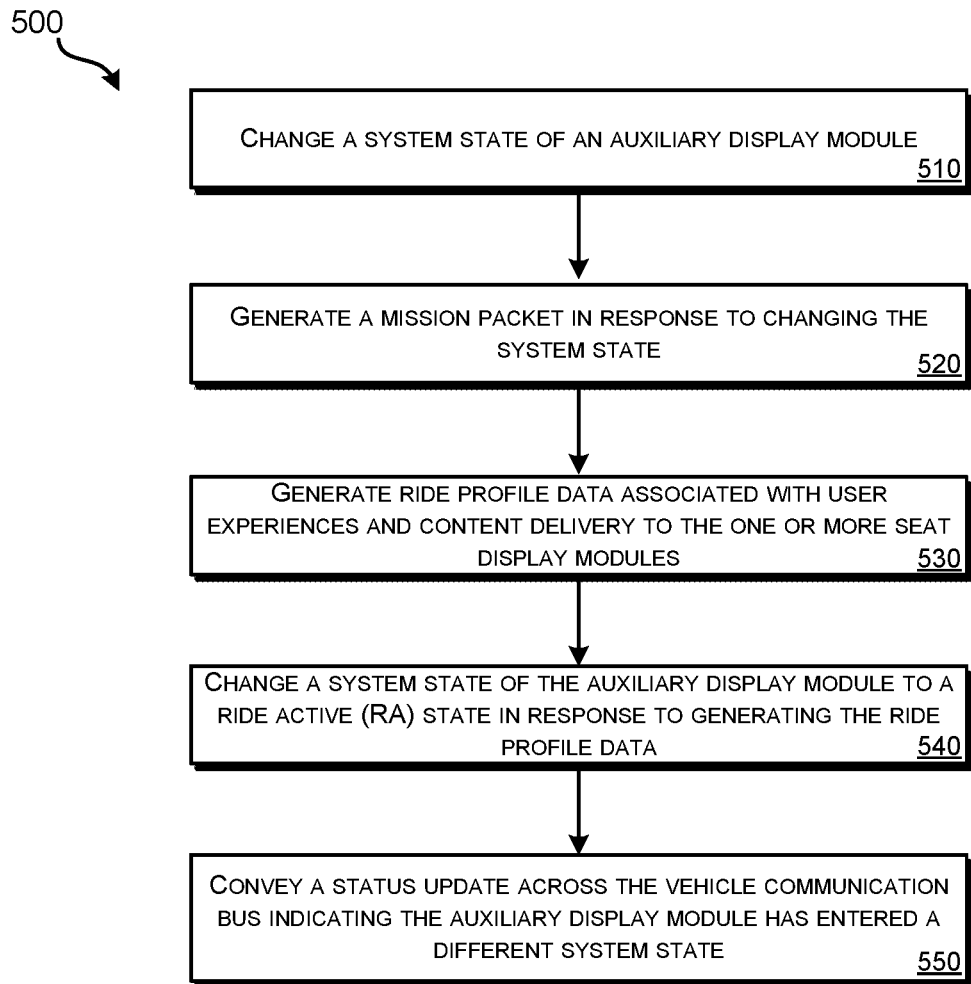 500
CHANGE A SYSTEM STATE OF AN AUXILIARY DISPLAY MODULE
510
GENERATE A MISSION PACKET IN RESPONSE TO CHANGING THE
SYSTEM STATE
520
GENERATE RIDE PROFILE DATA ASSOCIATED WITH USER
EXPERIENCES AND CONTENT DELIVERY TO THE ONE OR MORE SEAT
DISPLAY MODULES
530
CHANGE A SYSTEM STATE OF THE AUXILIARY DISPLAY MODULE TO A
RIDE ACTIVE (RA) STATE IN RESPONSE TO GENERATING THE RIDE
PROFILE DATA
540
CONVEY A STATUS UPDATE ACROSS THE VEHICLE COMMUNICATION
BUS INDICATING THE AUXILIARY DISPLAY MODULE HAS ENTERED A
DIFFERENT SYSTEM STATE
550